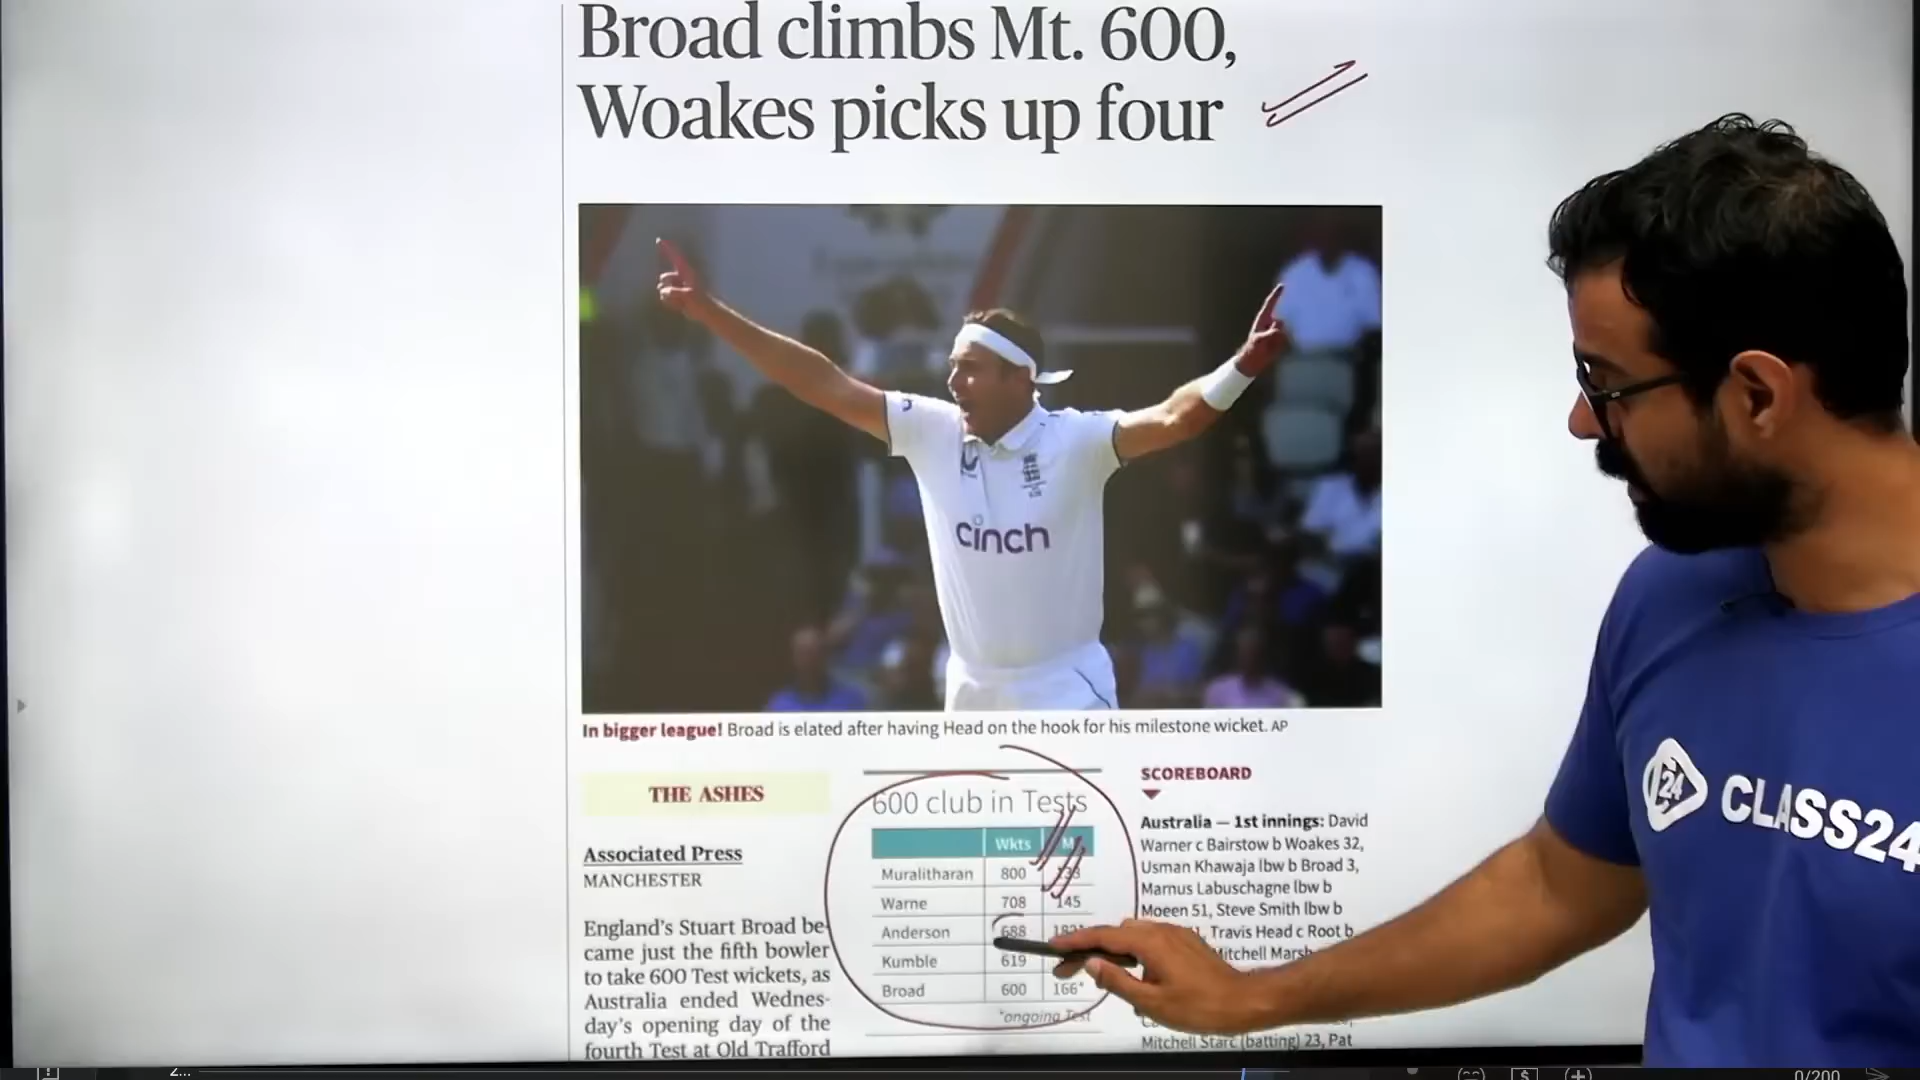 Broad climbs Mt. 600,
Woakes picks up four
cinch
In bigger league! Broad is elated after having Head on the hook for his milestone wicket. AP
THE ASHES
Associated Press
MANCHESTER
England's Stuart Broad be-
came just the fifth bowler
to take 600 Test wickets, as
Australia ended Wednes-
day's opening day of the
fourth Test at Old Trafford
600 club in Tests
Wkts M
Muralitharan 800 133
Warne 708 145
Anderson 688
Kumble 619
Broad 600 166*
*ongoing Test
SCOREBOARD
Australia — 1st innings: David
Warner c Bairstow b Woakes 32,
Usman Khawaja lbw b Broad 3,
Marnus Labuschagne lbw b
Moeen 51, Steve Smith lbw b
Travis Head c Root b
Mitchell Marsh
Mitchell Starc (batting) 23, Pat
24 CLASS24
2...
0/200